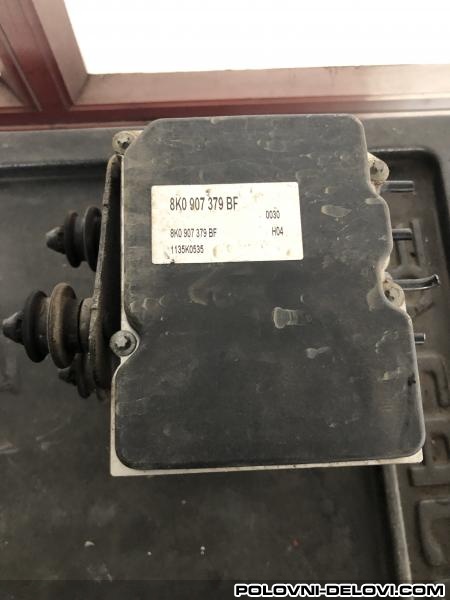 8K0 907 379 BF
0030
8K0 907 379 BF H04
1135K0535
POLOVNI-DELOVI.COM